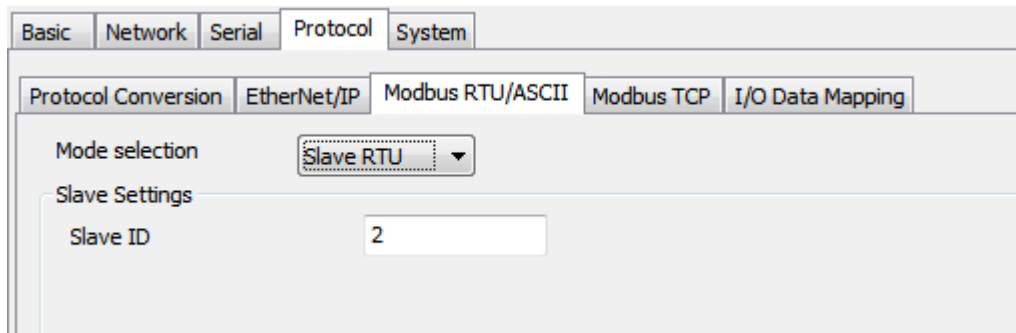 Basic Network Serial Protocol System
Protocol Conversion EtherNet/IP Modbus RTU/ASCII Modbus TCP I/O Data Mapping
Mode selection Slave RTU
Slave Settings
Slave ID 2